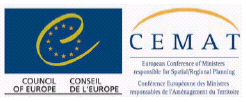 COUNCIL CONSEIL
OF EUROPE DE L'EUROPE
CEMAT
European Conference of Ministers
responsible for Spatial/Regional Planning
Conférence Européenne des Ministres
responsables de l'Aménagement du Territoire